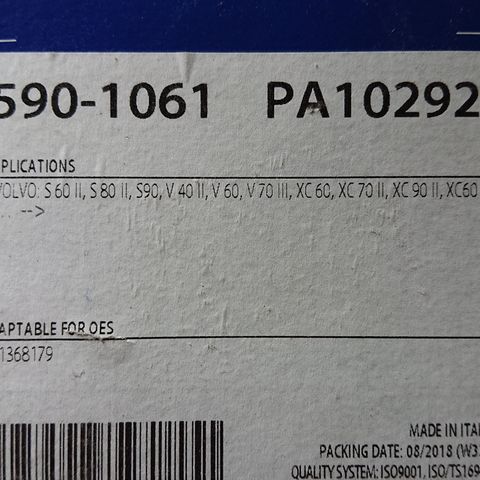 590-1061 PA10292
PLICATIONS
VOLVO: S 60 II, S 80 II, S90, V 40 II, V 60, V 70 III, XC 60, XC 70 II, XC 90 II, XC60
... -->
APTABLE FOR OES
1368179
MADE IN ITA
PACKING DATE: 08/2018 (W3
QUALITY SYSTEM: ISO9001, ISO/TS169